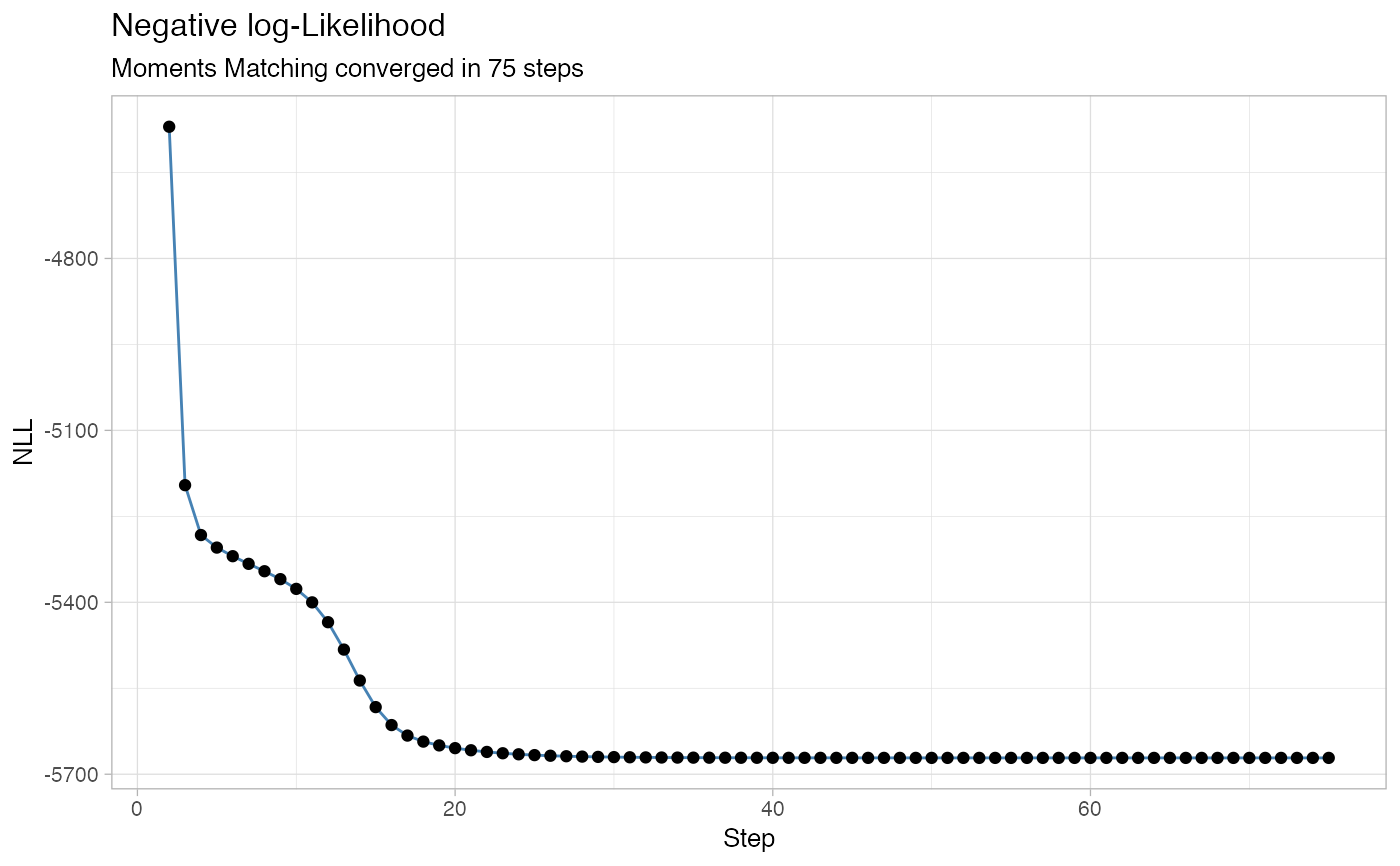 Negative log-Likelihood
Moments Matching converged in 75 steps
NLL
-4800
-5100
-5400
-5700
0 20 40 60
Step